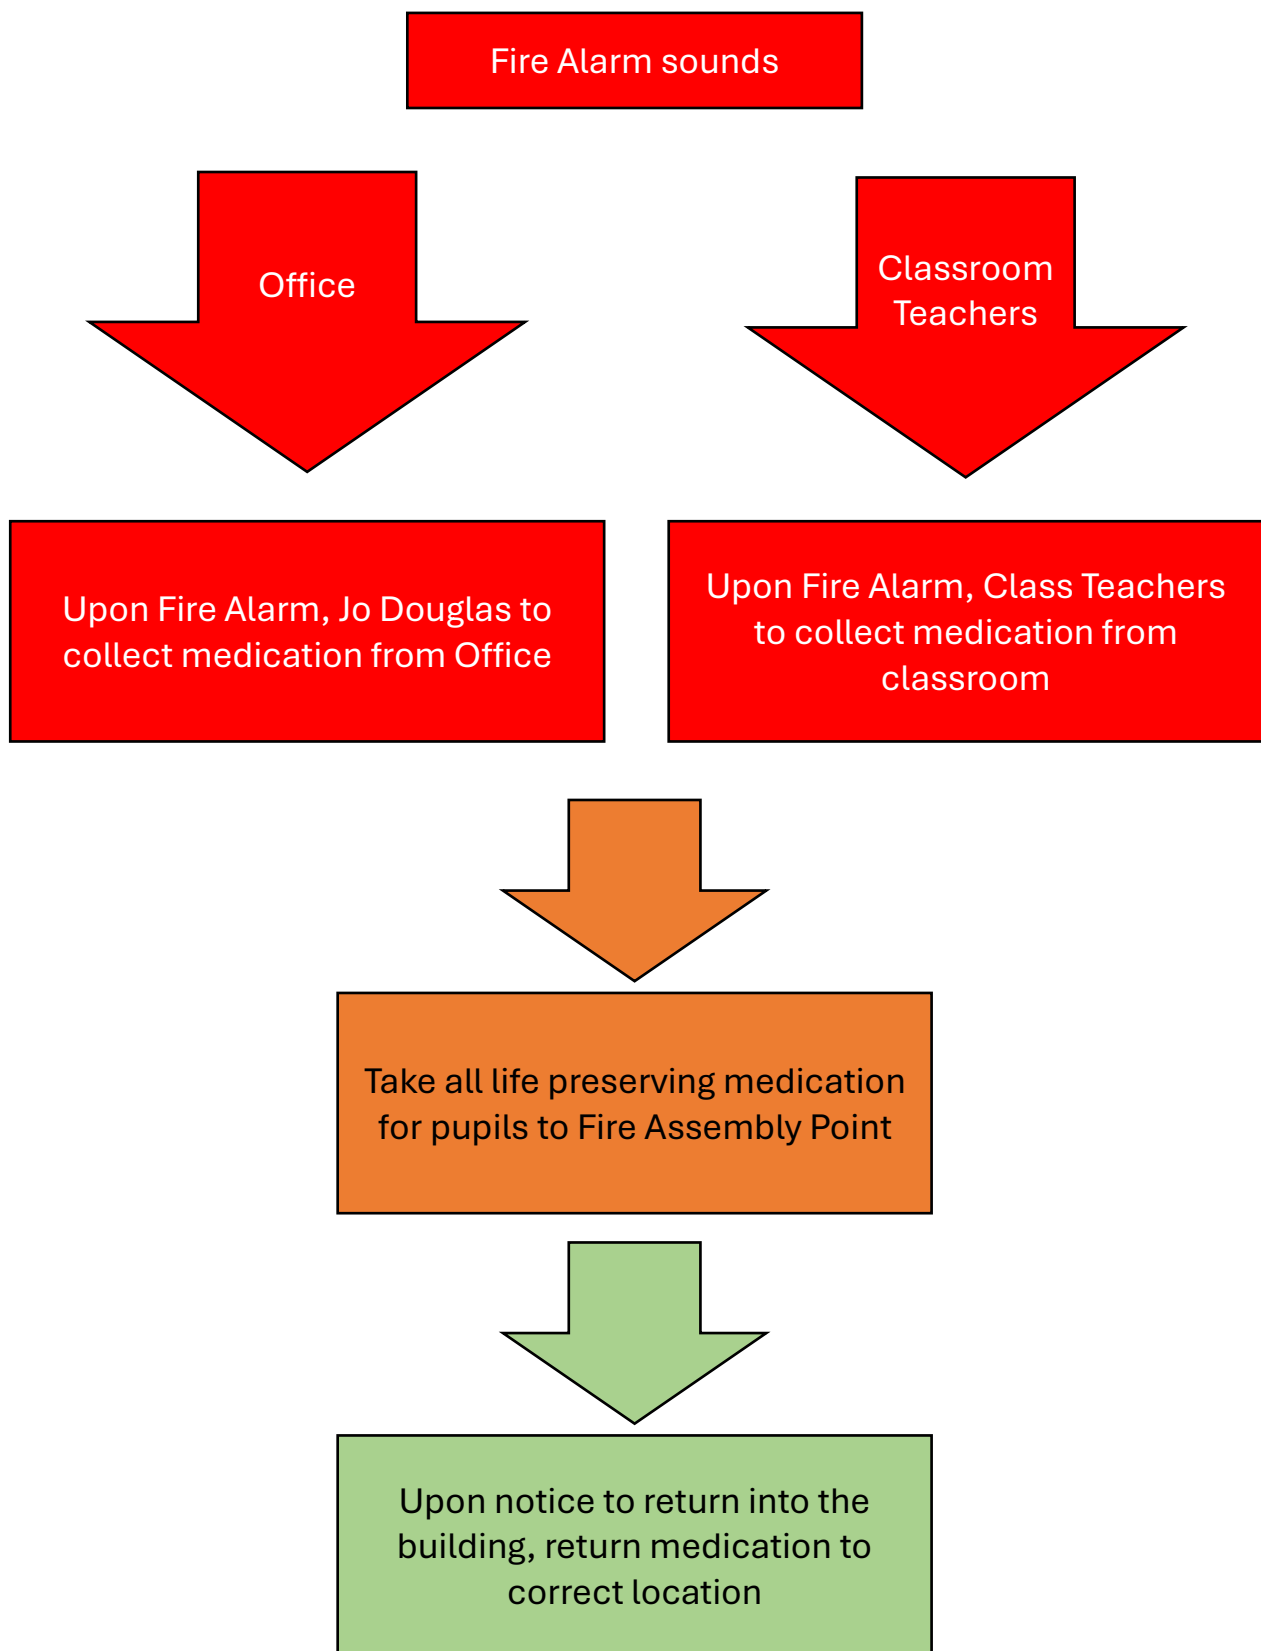 Fire Alarm sounds
Office
Classroom
Teachers
Upon Fire Alarm, Jo Douglas to
collect medication from Office
Upon Fire Alarm, Class Teachers
to collect medication from
classroom
Take all life preserving medication
for pupils to Fire Assembly Point
Upon notice to return into the
building, return medication to
correct location